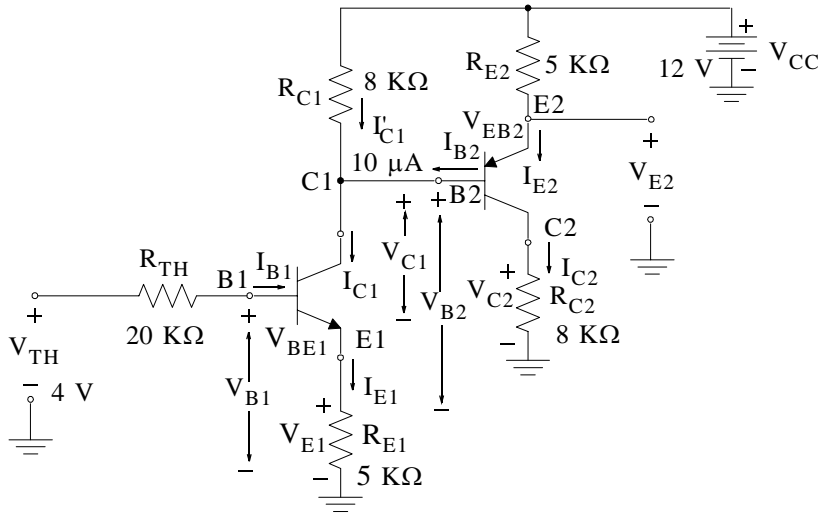 +
R_E2 5 KΩ
12 V
V_CC
−
R_C1 8 KΩ
E2
I'_C1
V_EB2
I_B2
+
10 μA
C1
B2
I_E2
V_E2
+ +
−
R_TH
I_B1
B1
I_C1
V_C1
C2
I_C2
+
V_C2
R_C2
V_B2
+
20 KΩ
+
V_BE1
E1
−
−
8 KΩ
V_TH
−
4 V
V_B1
I_E1
+
−
V_E1
R_E1
−
−
5 KΩ